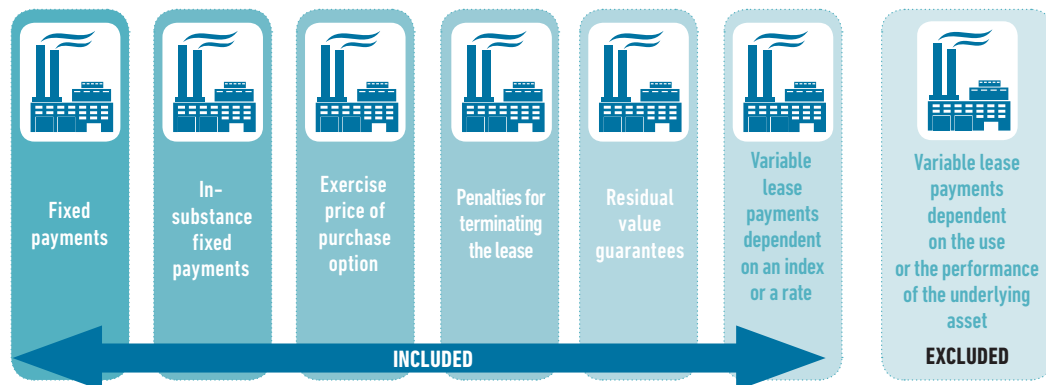 Fixed
payments
In-
substance
fixed
payments
Exercise
price of
purchase
option
Penalties for
terminating
the lease
Residual
value
guarantees
Variable
lease
payments
dependent
on an index
or a rate
Variable lease
payments
dependent
on the use
or the performance
of the underlying
asset
INCLUDED
EXCLUDED